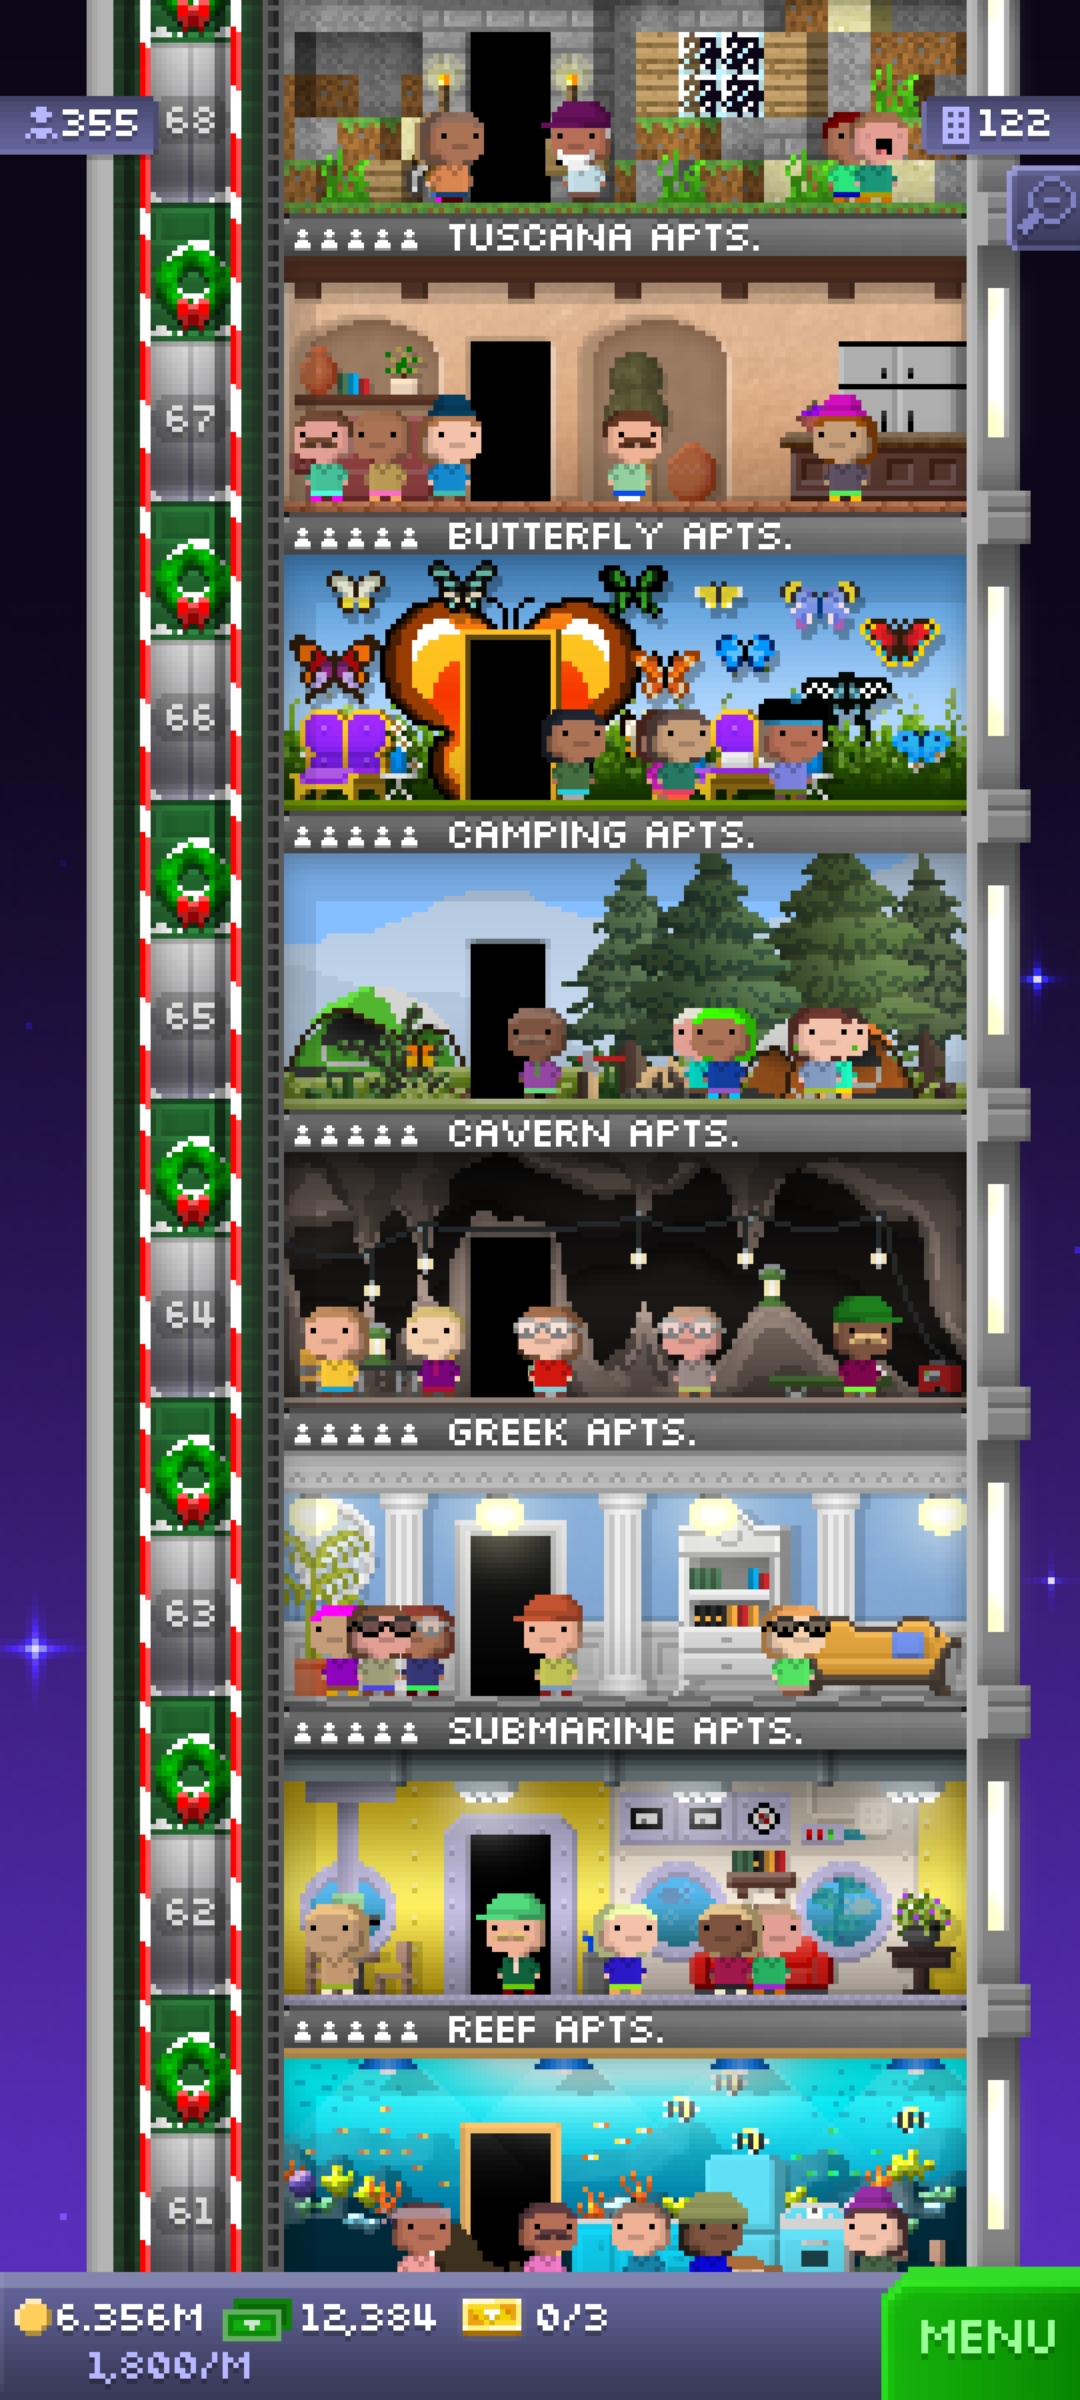 68
355
122
TUSCANA APTS.
67
BUTTERFLY APTS.
66
CAMPING APTS.
65
CAVERN APTS.
64
GREEK APTS.
63
SUBMARINE APTS.
62
REEF APTS.
61
6.356M 12,384 0/3
1,800/M
MENU